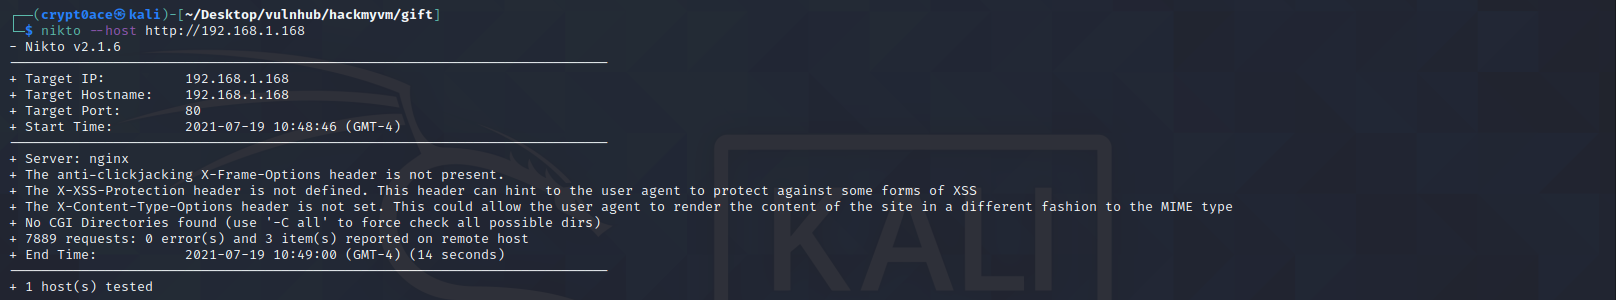 ┌──(crypt0ace㉿kali)-[~/Desktop/vulnhub/hackmyvm/gift]
└─$ nikto --host http://192.168.1.168
- Nikto v2.1.6
---------------------------------------------------------------------------
+ Target IP:          192.168.1.168
+ Target Hostname:    192.168.1.168
+ Target Port:        80
+ Start Time:         2021-07-19 10:48:46 (GMT-4)
---------------------------------------------------------------------------
+ Server: nginx
+ The anti-clickjacking X-Frame-Options header is not present.
+ The X-XSS-Protection header is not defined. This header can hint to the user agent to protect against some forms of XSS
+ The X-Content-Type-Options header is not set. This could allow the user agent to render the content of the site in a different fashion to the MIME type
+ No CGI Directories found (use '-C all' to force check all possible dirs)
+ 7889 requests: 0 error(s) and 3 item(s) reported on remote host
+ End Time:           2021-07-19 10:49:00 (GMT-4) (14 seconds)
---------------------------------------------------------------------------
+ 1 host(s) tested
KALI